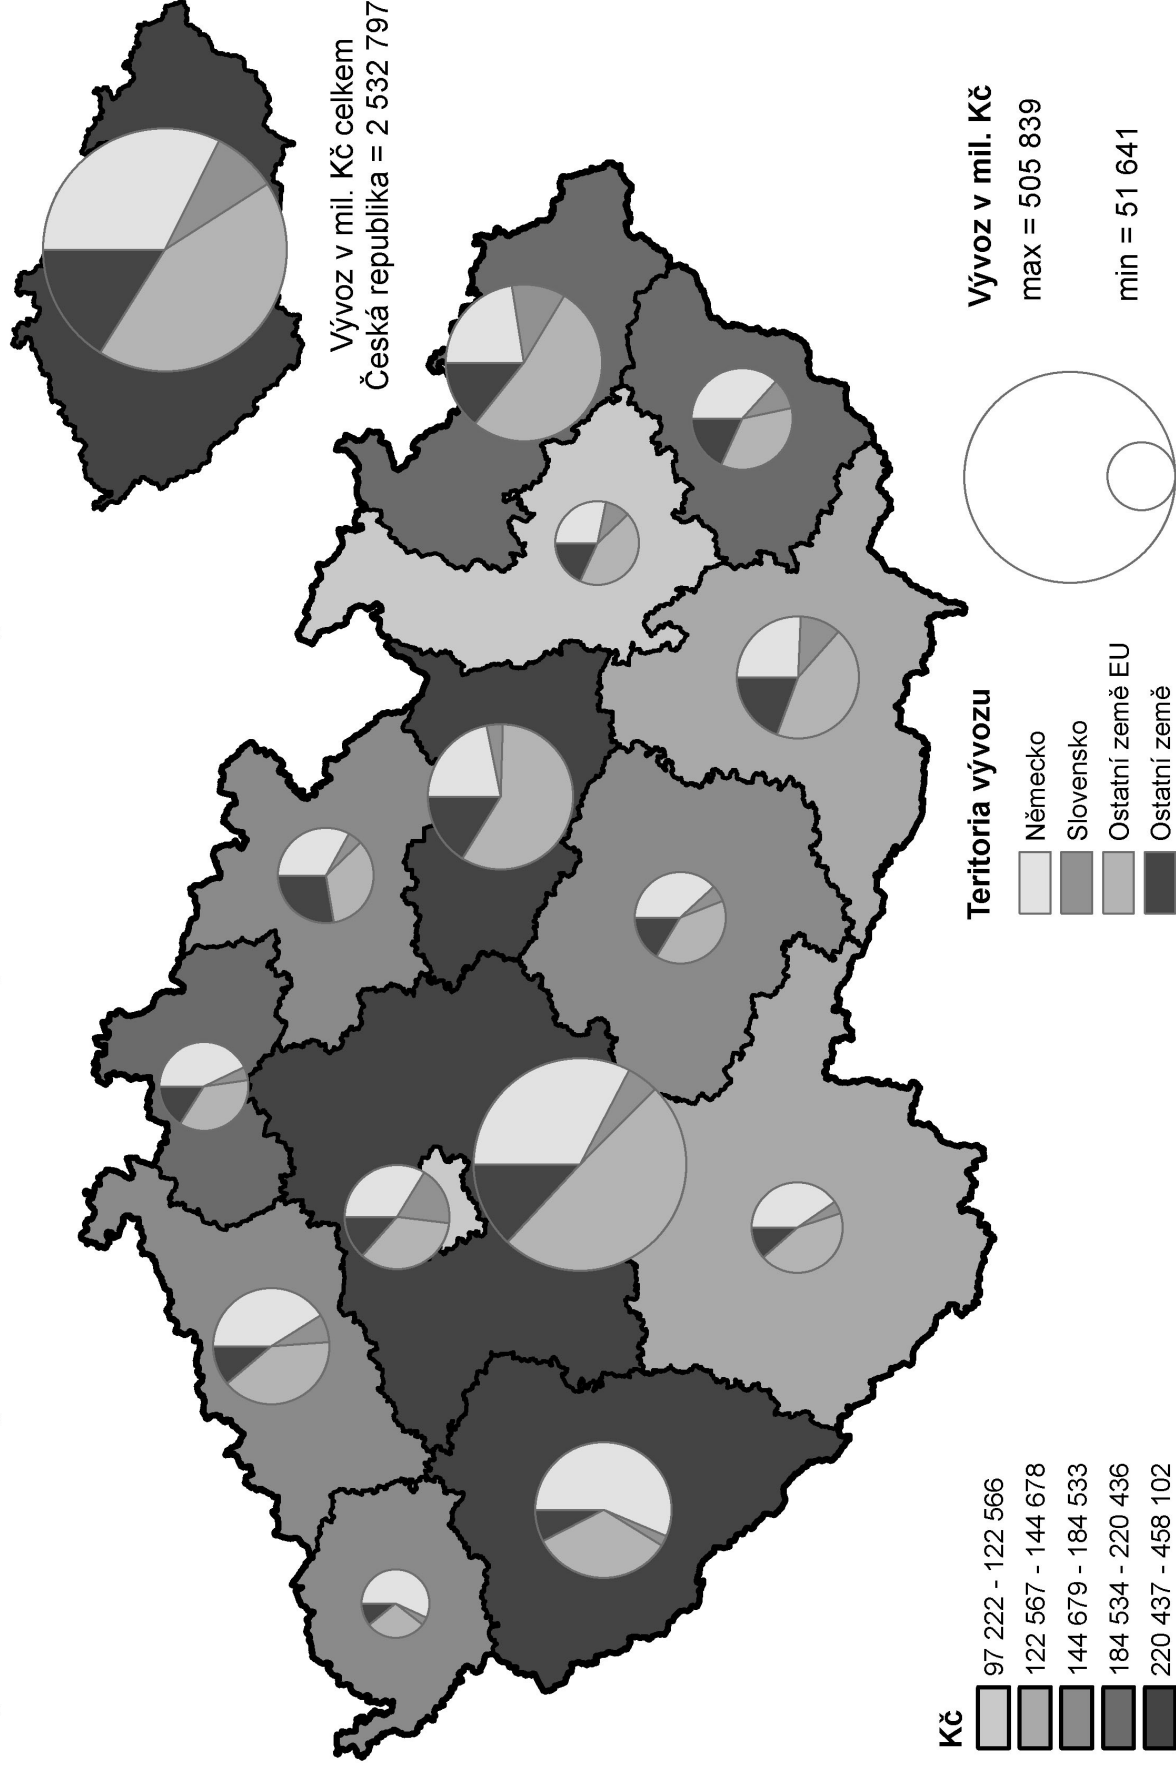 Vývoz v mil. Kč celkem
Česká republika = 2 532 797
Kč
97 222 - 122 566
122 567 - 144 678
144 679 - 184 533
184 534 - 220 436
220 437 - 458 102
Teritoria vývozu
Německo
Slovensko
Ostatní země EU
Ostatní země
Vývoz v mil. Kč
max = 505 839
min = 51 641